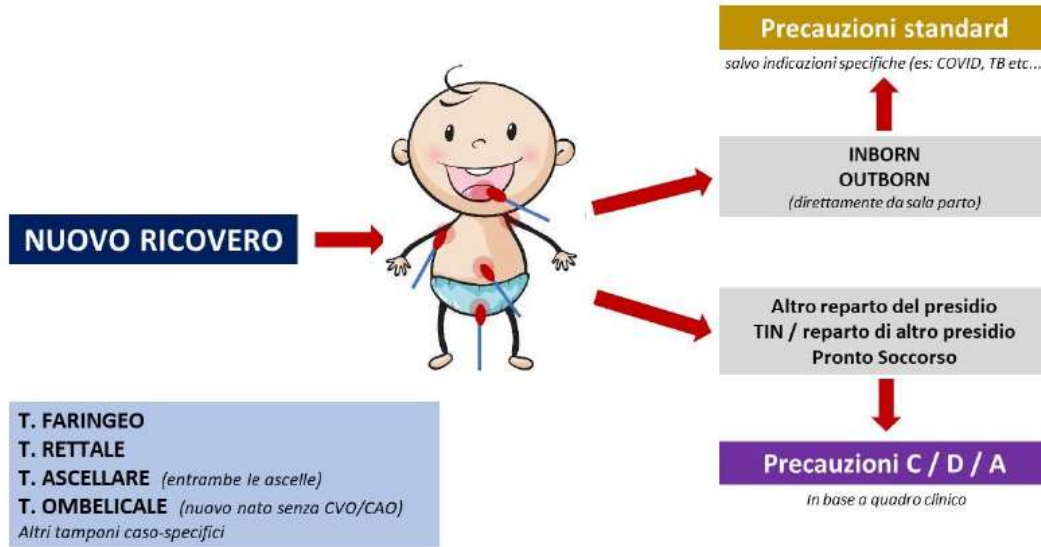 Precauzioni standard
salvo indicazioni specifiche (es: COVID, TB etc...
INBORN
OUTBORN
(direttamente da sala parto)
NUOVO RICOVERO
Altro reparto del presidio
TIN / reparto di altro presidio
Pronto Soccorso
T. FARINGEO
T. RETTALE
T. ASCELLARE (entrambe le ascelle)
T. OMBELICALE (nuovo nato senza CVO/CAO)
Altri tamponi caso-specifici
Precauzioni C / D / A
In base a quadro clinico